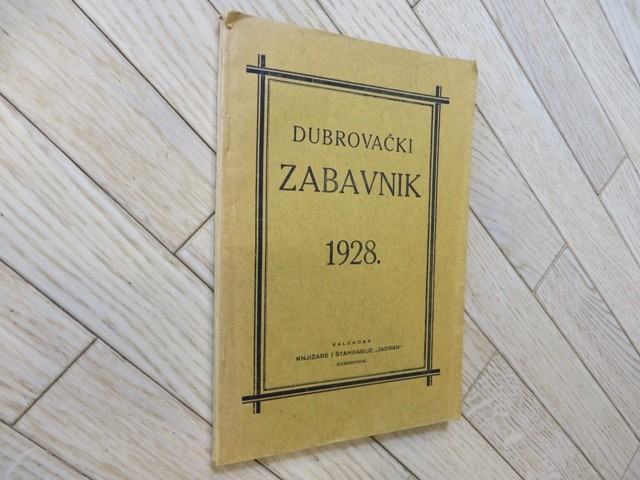 DUBROVAČKI
ZABAVNIK
1928.
KALENDAR
KNJIŽARE I ŠTAMPARIJE „JADRAN"
DUBROVNIK.